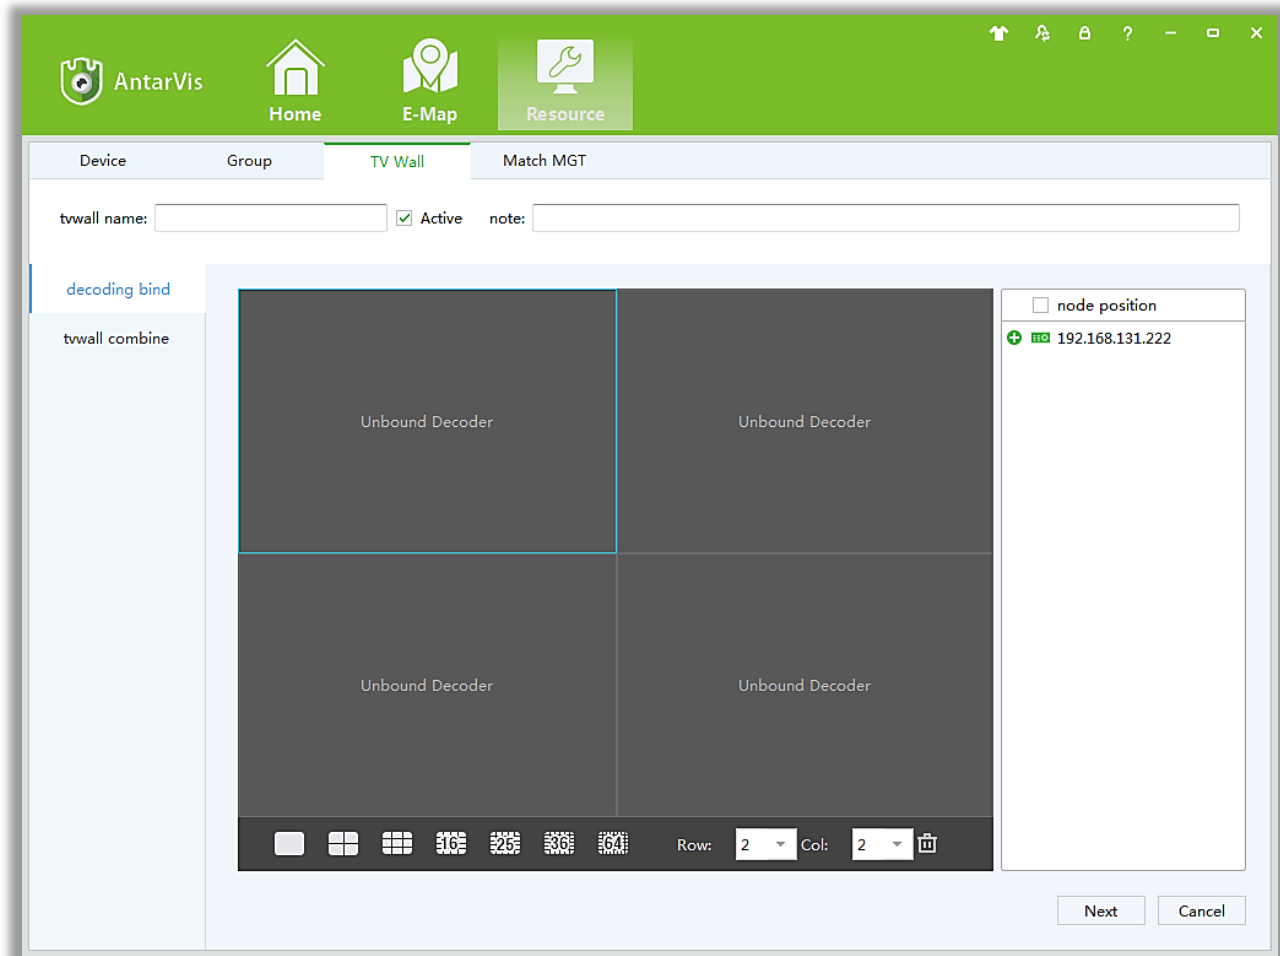 AntarVis
Home
E-Map
Resource
?
Device
Group
TV Wall
Match MGT
tvwall name:
Active
note:
decoding bind
tvwall combine
Unbound Decoder
Unbound Decoder
Unbound Decoder
Unbound Decoder
node position
192.168.131.222
16
25
36
64
Row:
2
Col:
2
Next
Cancel